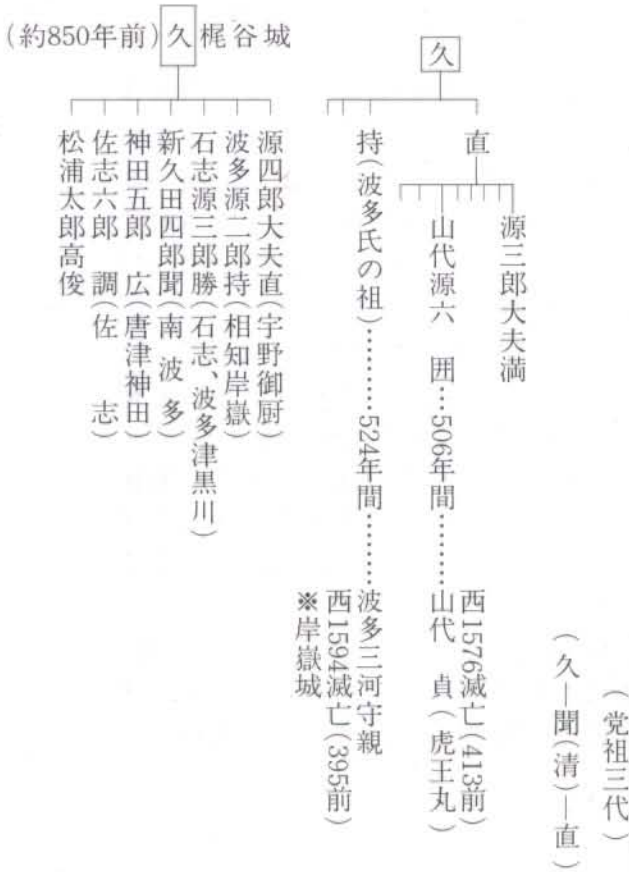 （党祖三代）
（久―聞（清）―直）
久
直
源三郎大夫満
山代源六　囲…506年間………山代　貞（虎王丸）
西1576滅亡（413前）
持（波多氏の祖）………524年間………波多三河守親
西1594滅亡（395前）
※岸嶽城
（約850年前）久 梶谷城
源四郎大夫直（宇野御厨）
波多源二郎持（相知岸嶽）
石志源三郎勝（石志、波多津黒川）
新久田四郎聞（南波多）
神田五郎　広（唐津神田）
佐志六郎　調（佐　志）
松浦太郎高俊